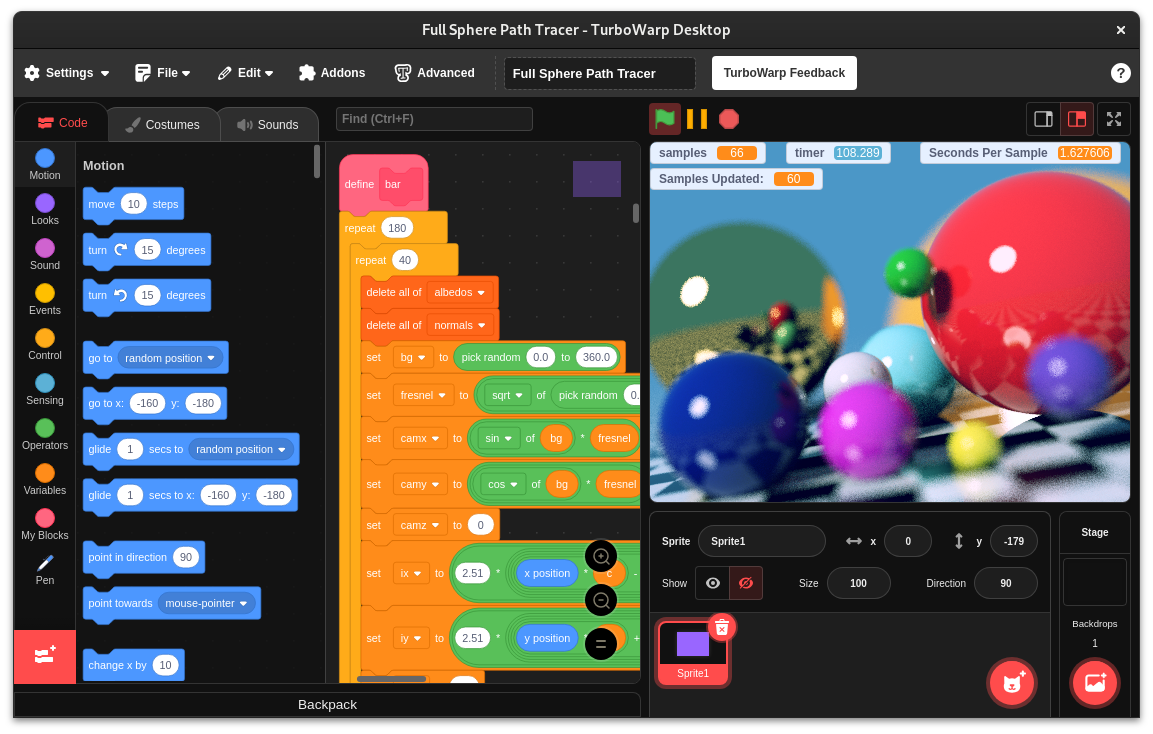 Full Sphere Path Tracer - TurboWarp Desktop
Settings File Edit Addons Advanced Full Sphere Path Tracer TurboWarp Feedback ?
Code Costumes Sounds
Find (Ctrl+F)
Motion
Looks
Sound
Events
Control
Sensing
Operators
Variables
My Blocks
Pen
Motion
move 10 steps
turn 15 degrees
turn 15 degrees
go to random position
go to x: -160 y: -180
glide 1 secs to random position
glide 1 secs to x: -160 y: -180
point in direction 90
point towards mouse-pointer
change x by 10
define bar
repeat 180
repeat 40
delete all of albedos
delete all of normals
set bg to pick random 0.0 to 360.0
set fresnel to sqrt of pick random 0.
set camx to sin of bg * fresnel
set camy to cos of bg * fresnel
set camz to 0
set ix to 2.51 * x position * c -
set iy to 2.51 * y position * +
Backpack
samples 66
timer 108.289
Seconds Per Sample 1.627606
Samples Updated: 60
Sprite Sprite1 x 0 y -179
Show Size 100 Direction 90
Sprite1
Stage
Backdrops
1